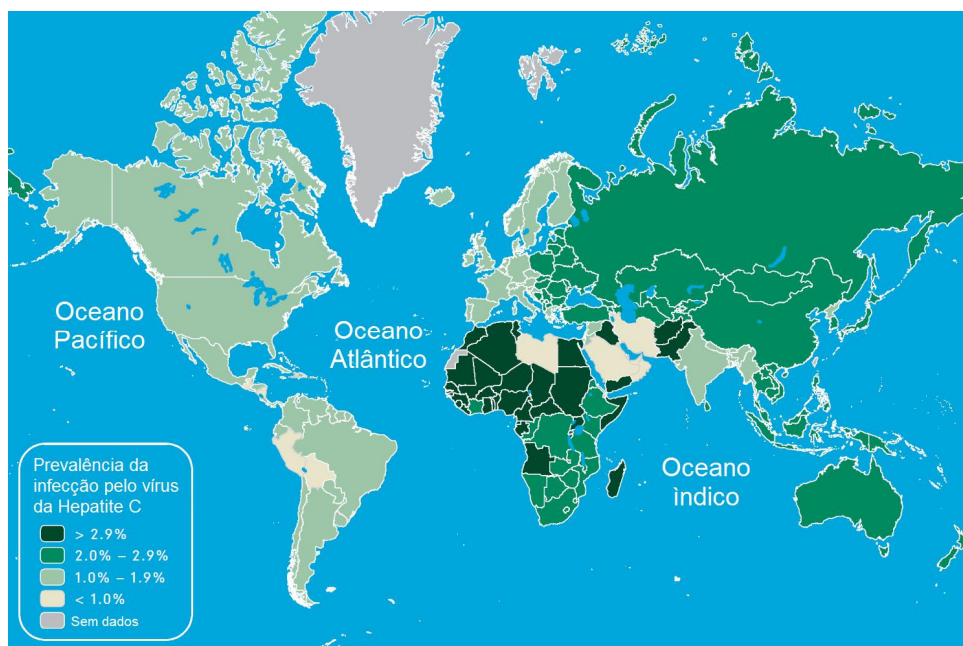 Oceano
Pacífico
Oceano
Atlântico
Oceano
ìndico
Prevalência da
infecção pelo vírus
da Hepatite C
> 2.9%
2.0% – 2.9%
1.0% – 1.9%
< 1.0%
Sem dados